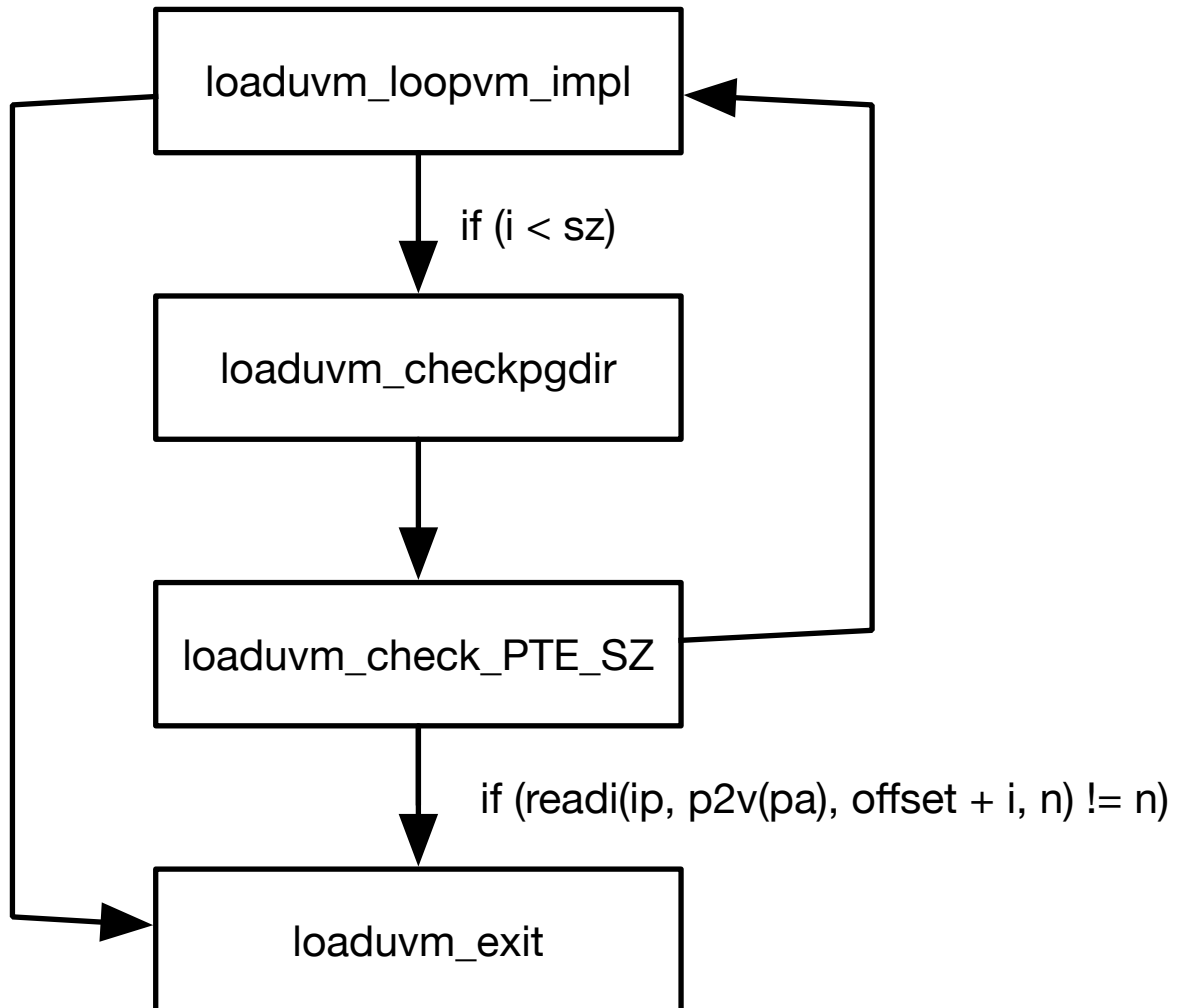 loaduvm_loopvm_impl
if (i < sz)
loaduvm_checkpgdir
loaduvm_check_PTE_SZ
if (readi(ip, p2v(pa), offset + i, n) != n)
loaduvm_exit